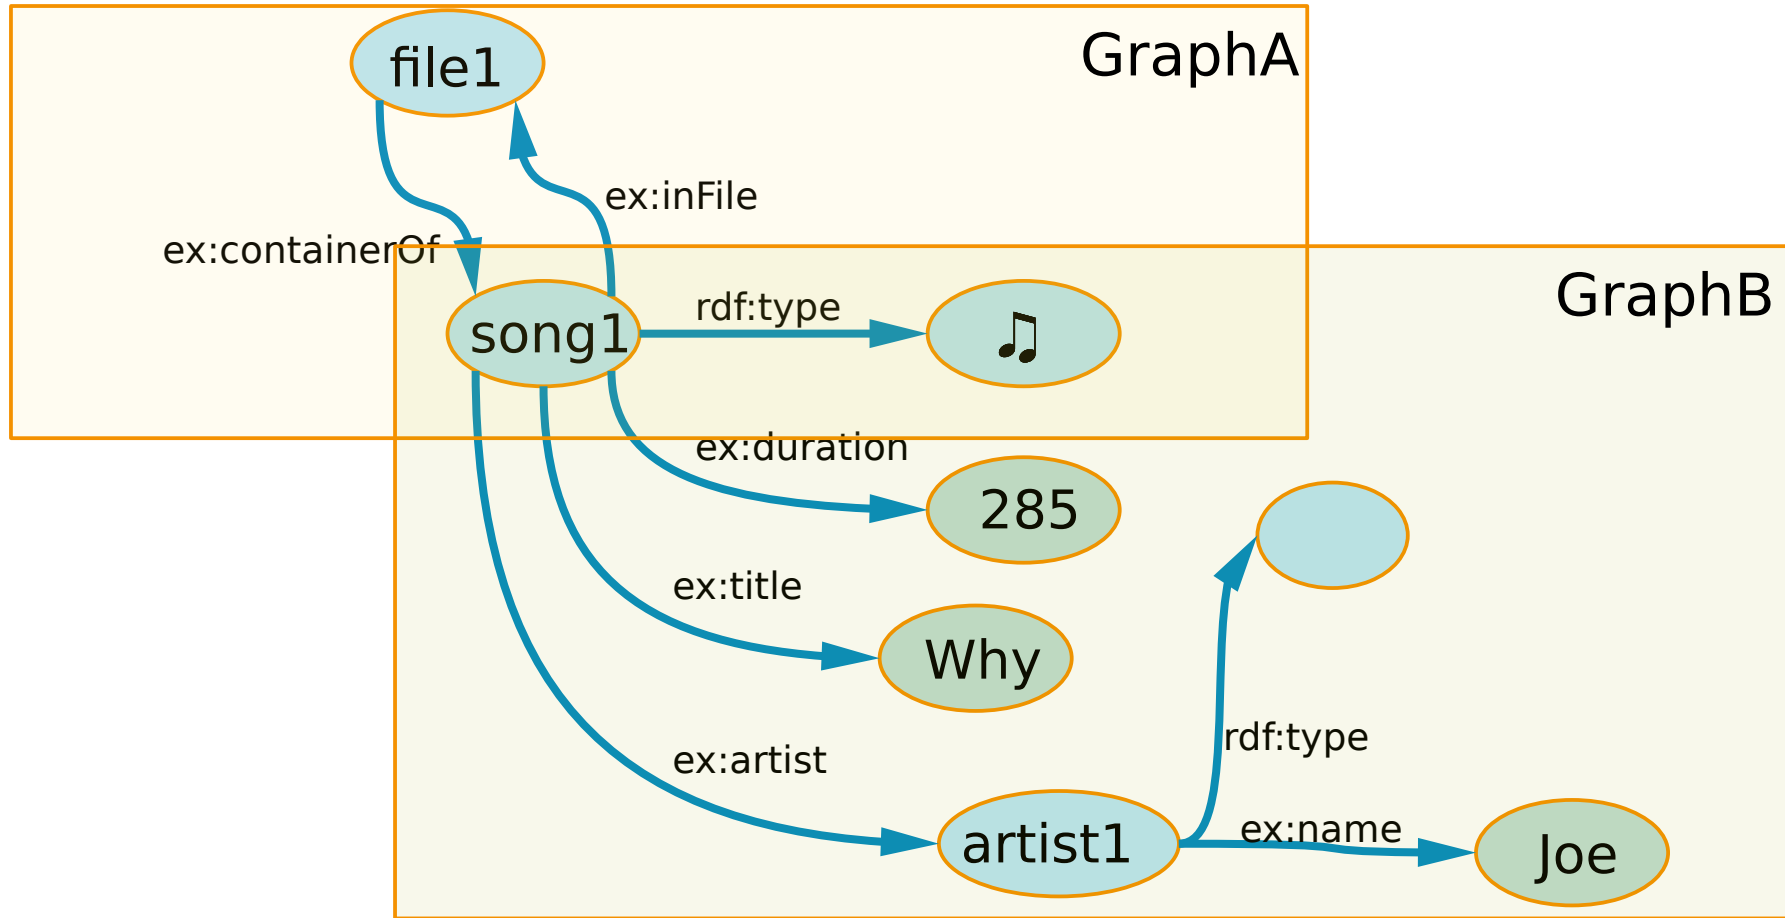 GraphA
file1
ex:inFile
ex:containerOf
GraphB
song1
rdf:type
♫
ex:duration
285
ex:title
Why
rdf:type
ex:artist
artist1
ex:name
Joe